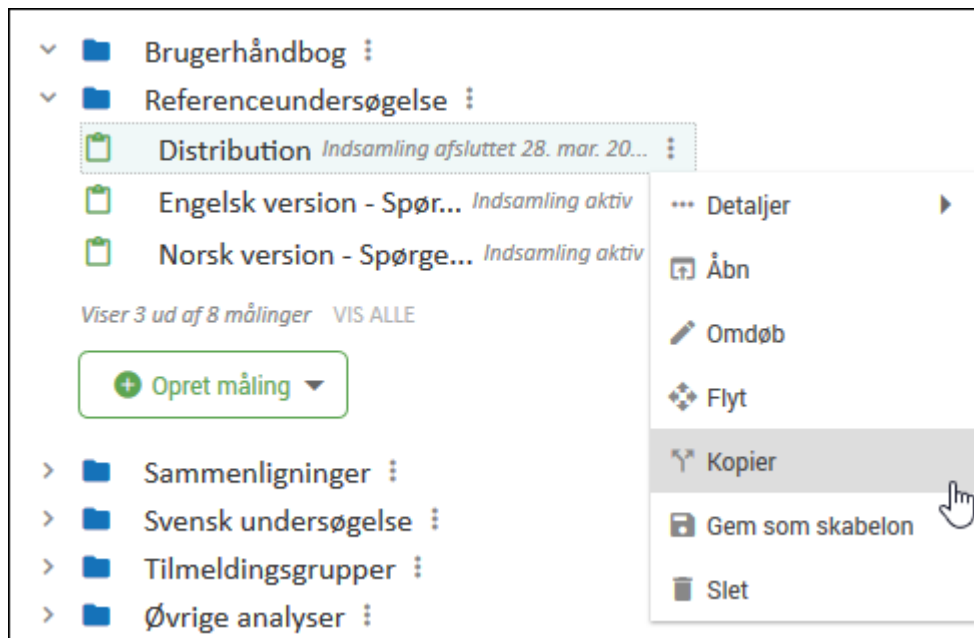 Brugerhåndbog
Referenceundersøgelse
Distribution Indsamling afsluttet 28. mar. 20...
Engelsk version - Spør... Indsamling aktiv
Norsk version - Spørge... Indsamling aktiv
Viser 3 ud af 8 målinger VIS ALLE
Opret måling
Sammenligninger
Svensk undersøgelse
Tilmeldingsgrupper
Øvrige analyser
Detaljer
Åbn
Omdøb
Flyt
Kopier
Gem som skabelon
Slet